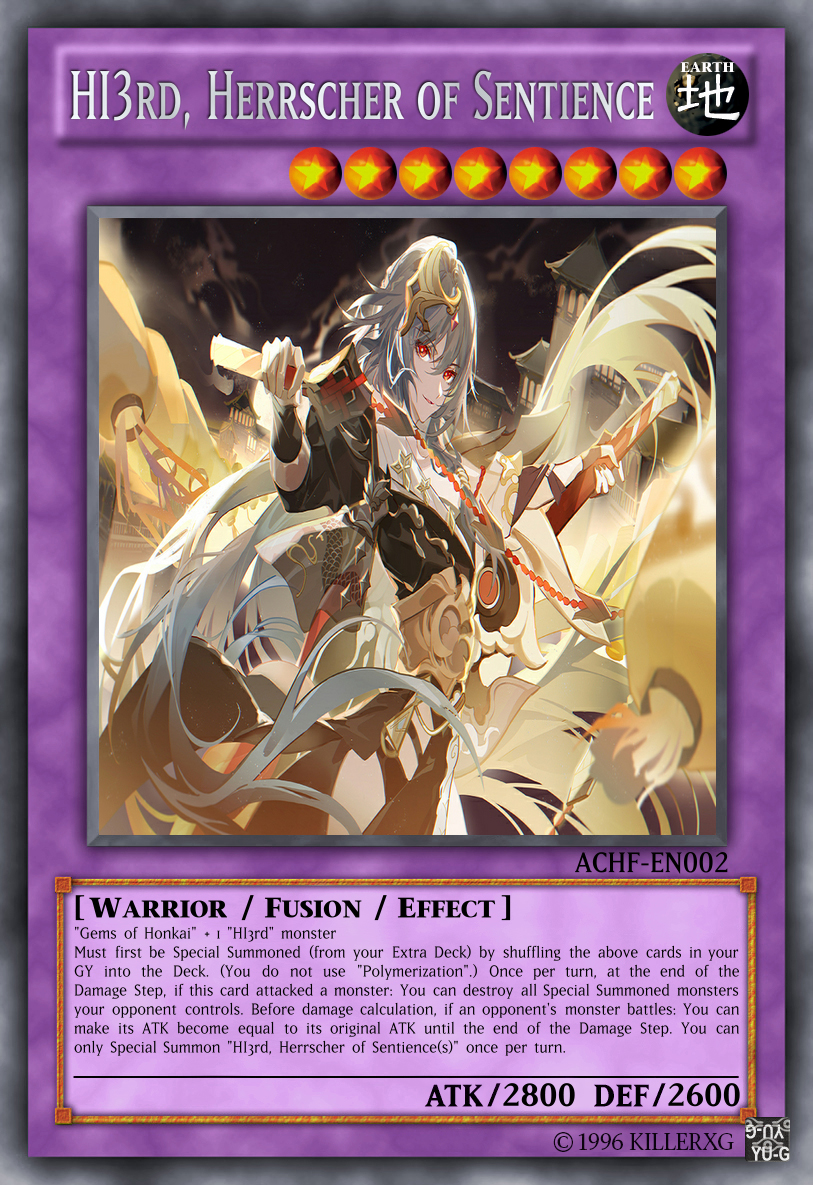 HI3rd, Herrscher of Sentience
EARTH
地
ACHF-EN002
[ Warrior / Fusion / Effect ]
"Gems of Honkai" + 1 "HI3rd" monster
Must first be Special Summoned (from your Extra Deck) by shuffling the above cards in your
GY into the Deck. (You do not use "Polymerization".) Once per turn, at the end of the
Damage Step, if this card attacked a monster: You can destroy all Special Summoned monsters
your opponent controls. Before damage calculation, if an opponent's monster battles: You can
make its ATK become equal to its original ATK until the end of the Damage Step. You can
only Special Summon "HI3rd, Herrscher of Sentience(s)" once per turn.
ATK/2800 DEF/2600
© 1996 KILLERXG
YU-G
YU-G